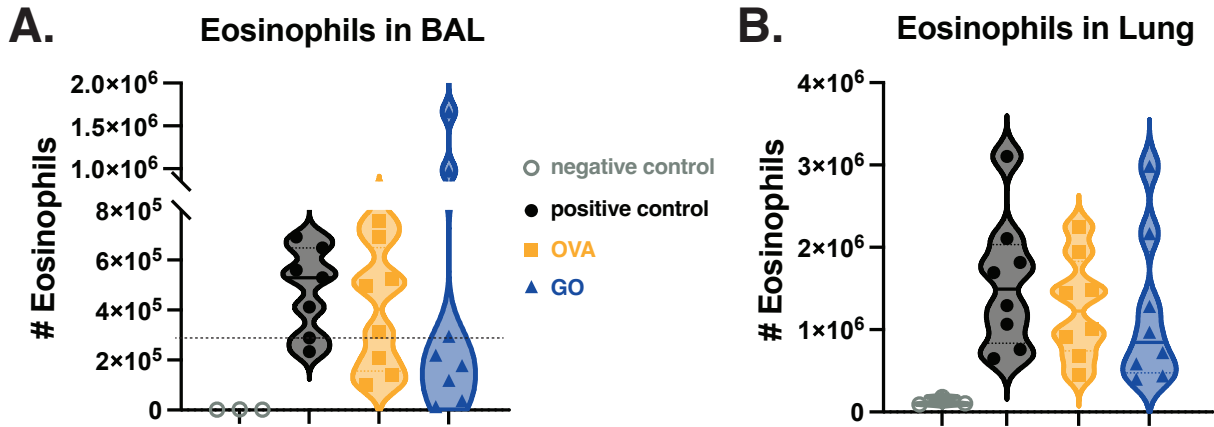 A.
Eosinophils in BAL
# Eosinophils
2.0×10⁶
1.5×10⁶
1.0×10⁶
8×10⁵
6×10⁵
4×10⁵
2×10⁵
0
negative control
positive control
OVA
GO
B.
Eosinophils in Lung
# Eosinophils
4×10⁶
3×10⁶
2×10⁶
1×10⁶
0